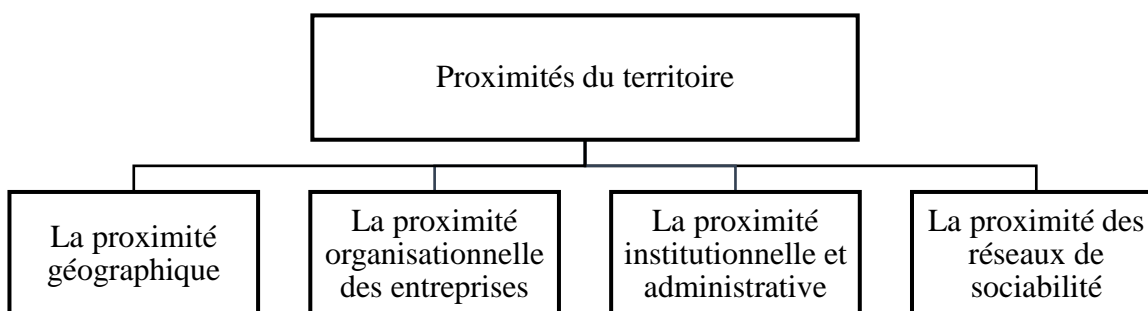 Proximités du territoire
La proximité
géographique
La proximité
organisationnelle
des entreprises
La proximité
institutionnelle et
administrative
La proximité des
réseaux de
sociabilité